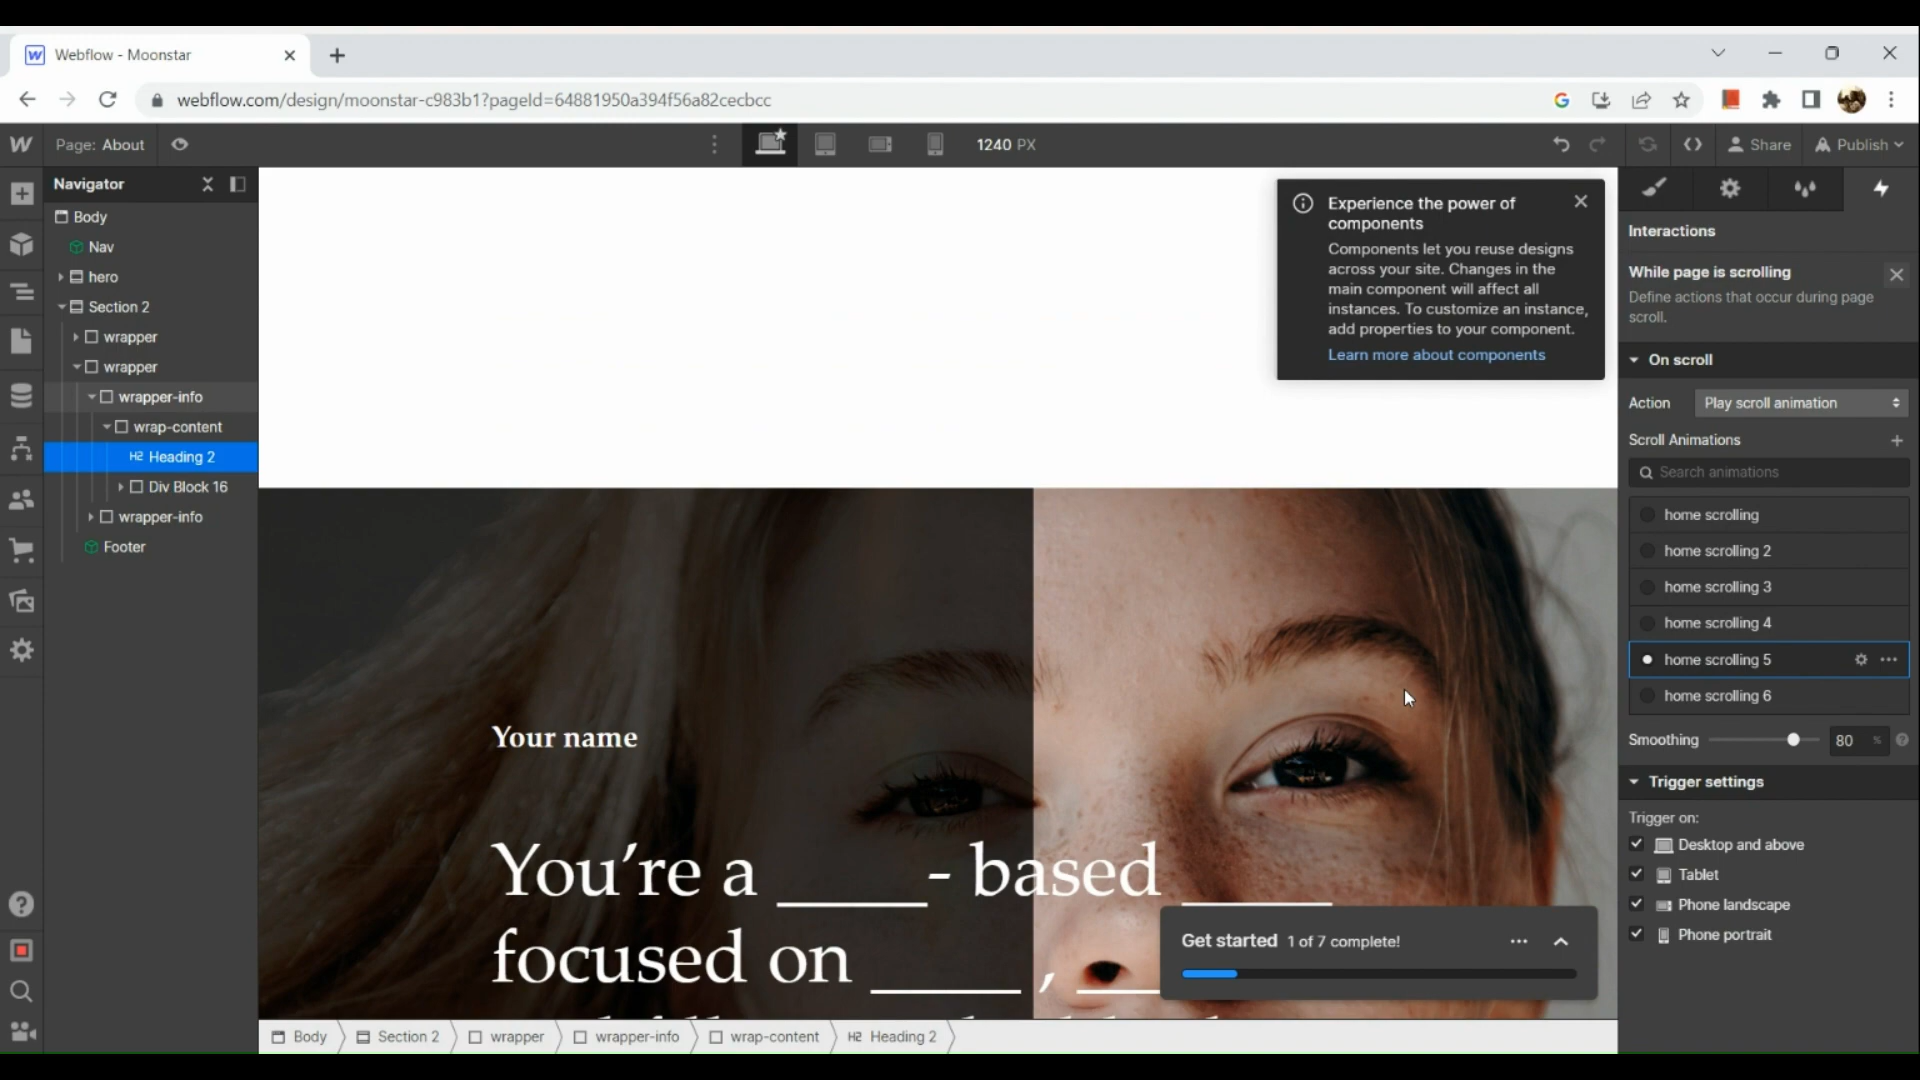 Webflow - Moonstar
webflow.com/design/moonstar-c983b1?pageId=64881950a394f56a82cecbcc
Page: About
1240 PX
Share
Publish
Navigator
Body
Nav
hero
Section 2
wrapper
wrapper
wrapper-info
wrap-content
H2 Heading 2
Div Block 16
wrapper-info
Footer
Experience the power of
components
Components let you reuse designs
across your site. Changes in the
main component will affect all
instances. To customize an instance,
add properties to your component.
Learn more about components
Your name
You’re a ____- based ____
focused on ____ , ___
Get started 1 of 7 complete!
Body
Section 2
wrapper
wrapper-info
wrap-content
H2 Heading 2
Interactions
While page is scrolling
Define actions that occur during page
scroll.
On scroll
Action Play scroll animation
Scroll Animations
Search animations
home scrolling
home scrolling 2
home scrolling 3
home scrolling 4
home scrolling 5
home scrolling 6
Smoothing 80 %
Trigger settings
Trigger on:
Desktop and above
Tablet
Phone landscape
Phone portrait